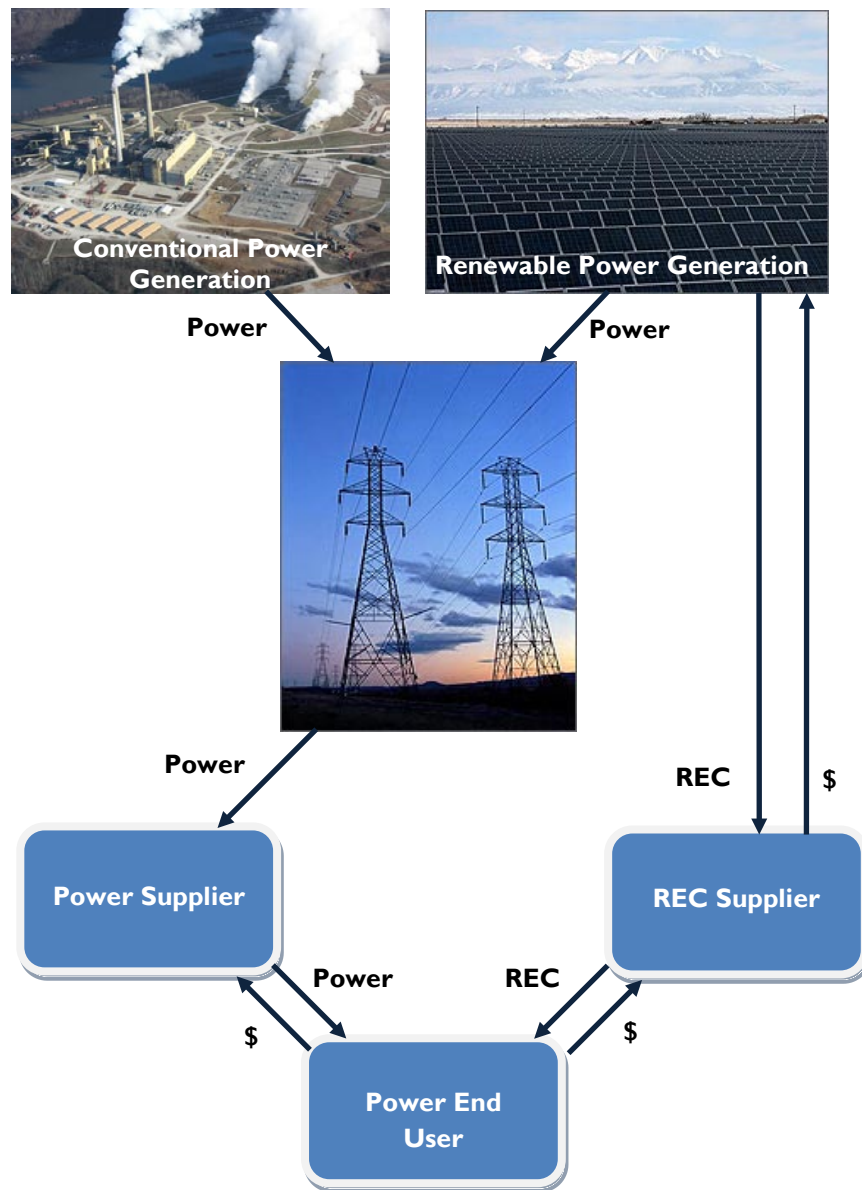 Conventional Power
Generation
Renewable Power Generation
Power
Power
Power
REC
$
Power Supplier
REC Supplier
Power
REC
$
$
Power End
User